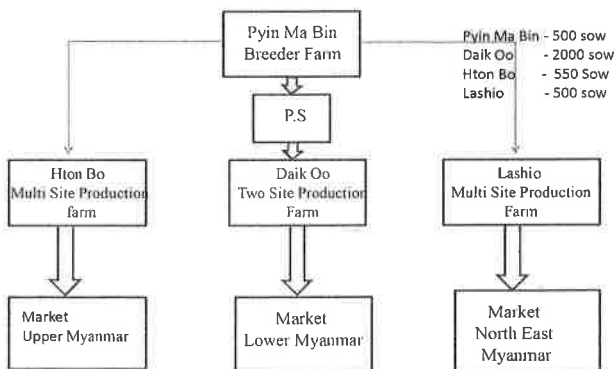 Pyin Ma Bin
Breeder Farm
Pyin Ma Bin - 500 sow
Daik Oo - 2000 sow
Hton Bo - 550 Sow
Lashio - 500 sow
P.S
Hton Bo
Multi Site Production
farm
Daik Oo
Two Site Production
Farm
Lashio
Multi Site Production
Farm
Market
Upper Myanmar
Market
Lower Myanmar
Market
North East
Myanmar